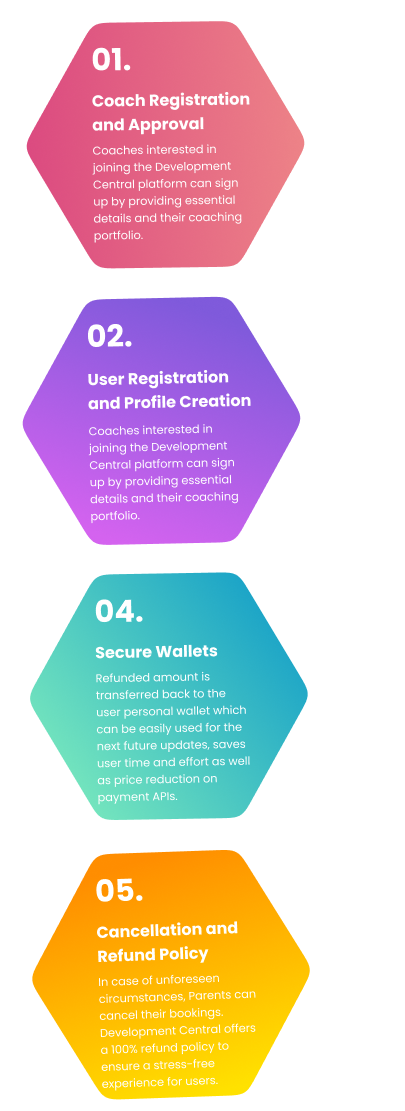 01.
Coach Registration
and Approval
Coaches interested in
joining the Development
Central platform can sign
up by providing essential
details and their coaching
portfolio.
02.
User Registration
and Profile Creation
Coaches interested in
joining the Development
Central platform can sign
up by providing essential
details and their coaching
portfolio.
04.
Secure Wallets
Refunded amount is
transferred back to the
user personal wallet which
can be easily used for the
next future updates, saves
user time and effort as well
as price reduction on
payment APIs.
05.
Cancellation and
Refund Policy
In case of unforeseen
circumstances, Parents can
cancel their bookings.
Development Central offers
a 100% refund policy to
ensure a stress-free
experience for users.